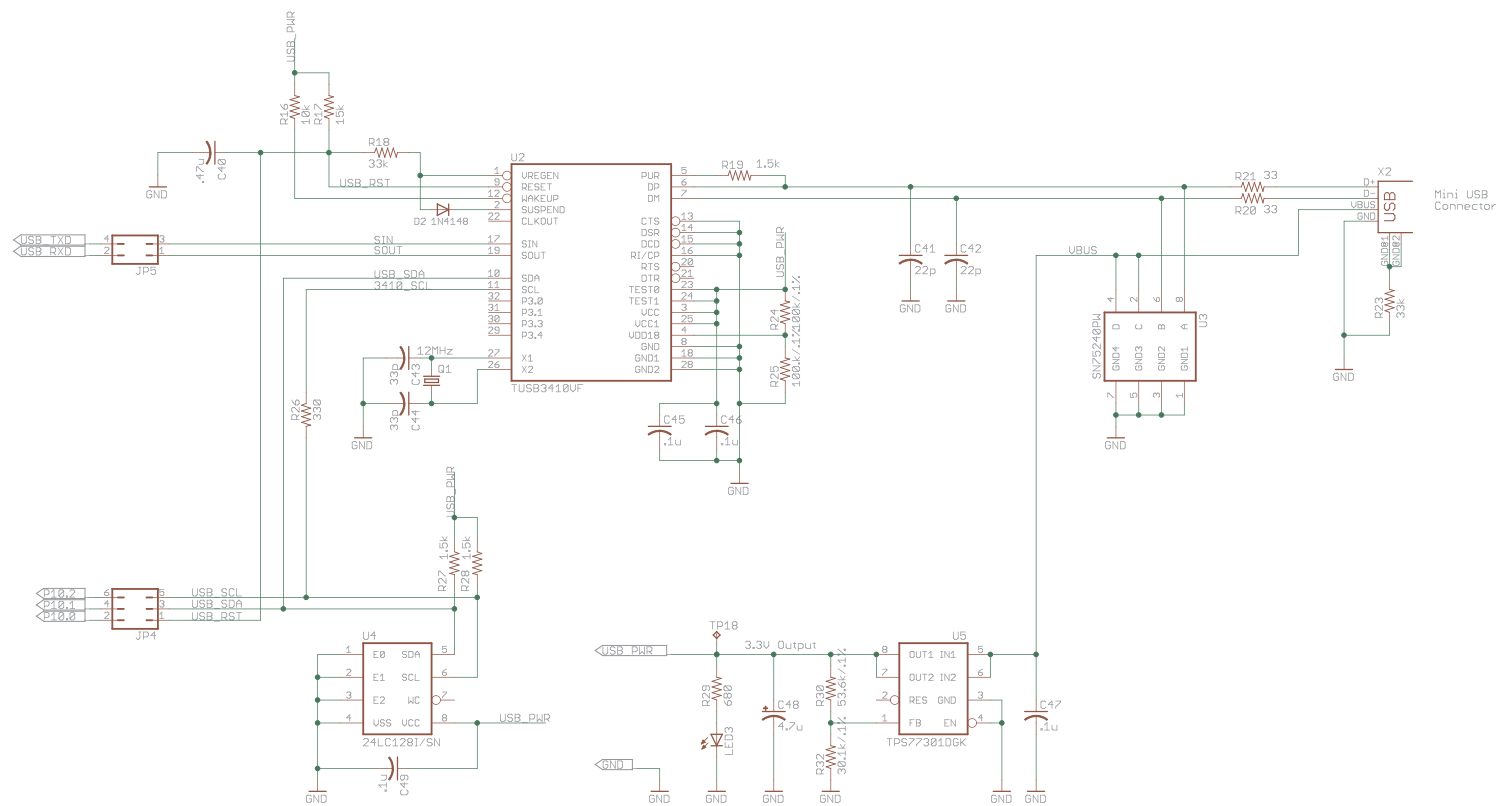 USB_PWR
R16
10k
R17
15k
.47u
C40
GND
R18
33k
USB_RST
D2 1N4148
U2
1
9
12
2
22
17
19
10
11
32
31
30
29
27
26
VREGEN
RESET
WAKEUP
SUSPEND
CLKOUT
SIN
SOUT
SDA
SCL
P3.0
P3.1
P3.3
P3.4
X1
X2
PUR
DP
DM
CTS
DSR
DCD
RI/CP
RTS
DTR
TEST0
TEST1
VCC
VCC1
VDD18
GND
GND1
GND2
5
6
7
13
14
15
16
20
21
23
24
3
25
4
8
18
28
TUSB3410VF
USB_TXD
USB_RXD
4
2
3
1
JP5
SIN
SOUT
USB_SDA
3410_SCL
12MHz
Q1
33p
C43
33p
C44
GND
R26
330
R19
1.5k
USB_PWR
R24
100k/.1%
R25
100.k/.1%
C45
.1u
C46
.1u
GND
C41
22p
GND
C42
22p
GND
R21 33
R20 33
X2
D+
D-
VBUS
GND
USB
Mini USB
Connector
GND@1
GND@2
R23
33k
GND
VBUS
4
2
6
8
D
C
B
A
U3
SN75240PW
GND4
GND3
GND2
GND1
7
5
3
1
GND
USB_PWR
1.5k
1.5k
R27
R28
P10.2
P10.1
P10.0
6
4
2
5
3
1
JP4
USB_SCL
USB_SDA
USB_RST
U4
1
2
3
4
E0 SDA
E1 SCL
E2 WC
VSS VCC
5
6
7
8
24LC128I/SN
USB_PWR
.1u
C49
GND
USB_PWR
GND
GND
TP18
3.3V Output
R29
680
LED3
GND
C48
4.7u
GND
R30
53.6k/.1%
R32
30.1k/.1%
GND
U5
8
7
2
1
OUT1 IN1
OUT2 IN2
RES GND
FB EN
5
6
3
4
TPS77301DGK
GND
C47
.1u
GND